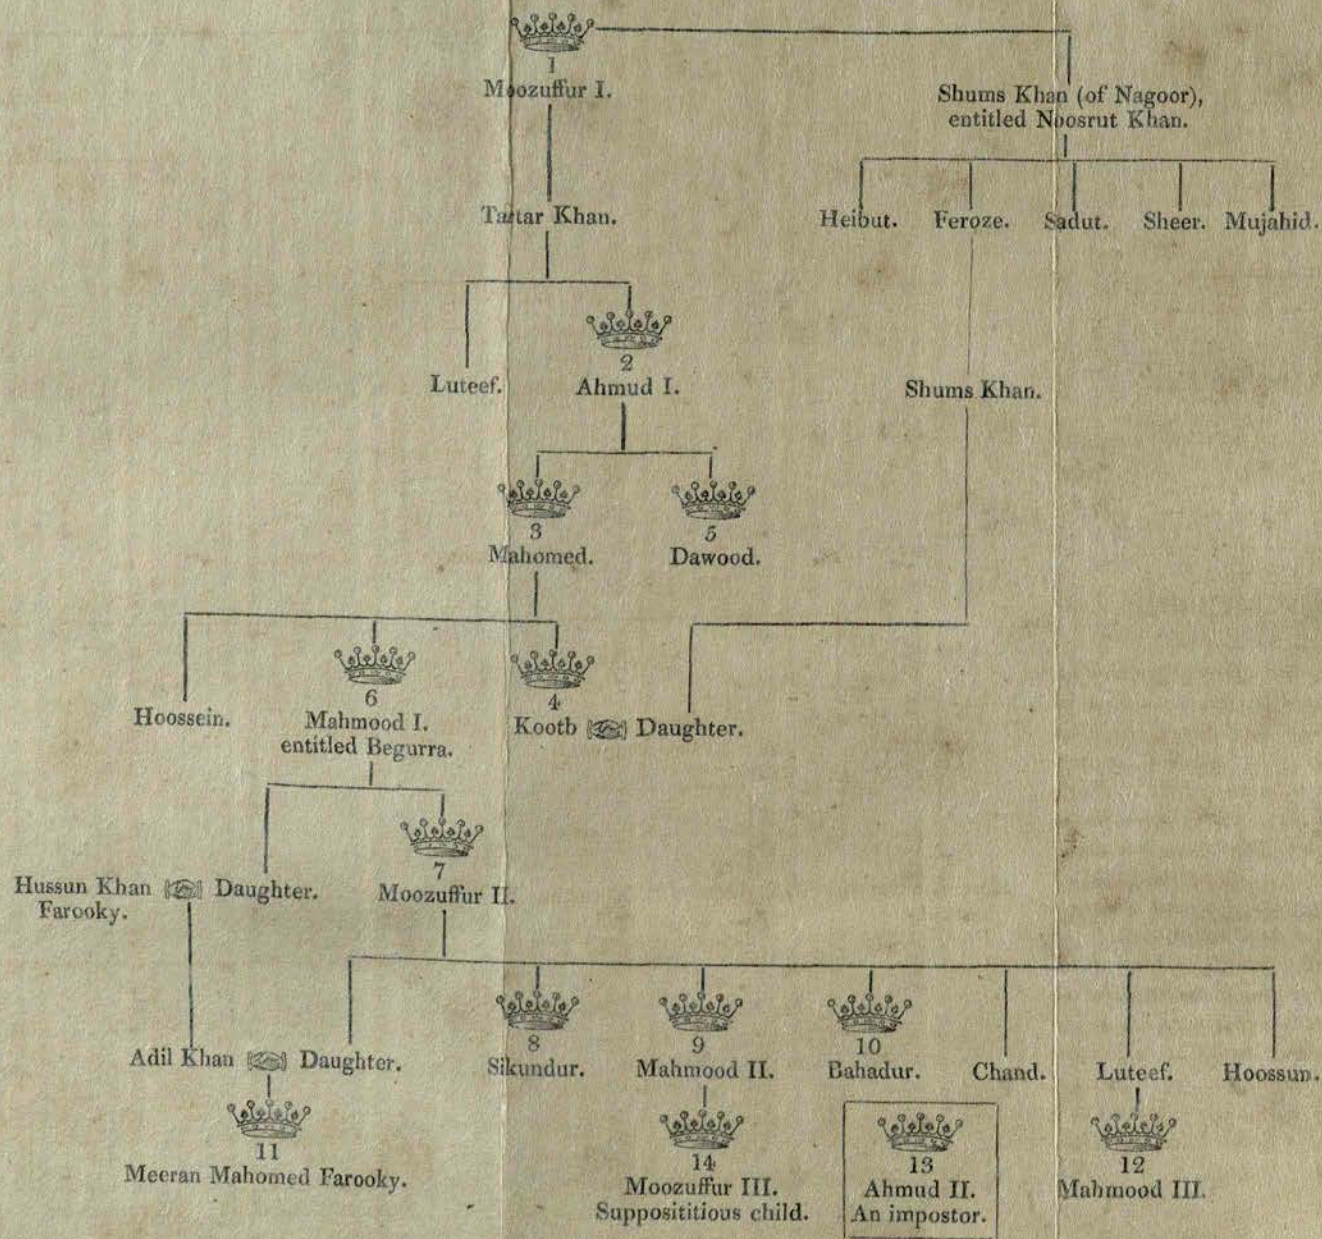 1
Moozuffur I.
Shums Khan (of Nagoor),
entitled Noosrut Khan.
Tartar Khan.
Heibut. Feroze. Sadut. Sheer. Mujahid.
2
Luteef. Ahmud I. Shums Khan.
3 5
Mahomed. Dawood.
6 4
Hoossein. Mahmood I. Kootb Daughter.
entitled Begurra.
7
Hussun Khan Daughter. Moozuffur II.
Farooky.
8 9 10
Adil Khan Daughter. Sikundur. Mahmood II. Bahadur. Chand. Luteef. Hoossun.
11 14 13 12
Meeran Mahomed Farooky. Moozuffur III. Ahmud II. Mahmood III.
Supposititious child. An impostor.